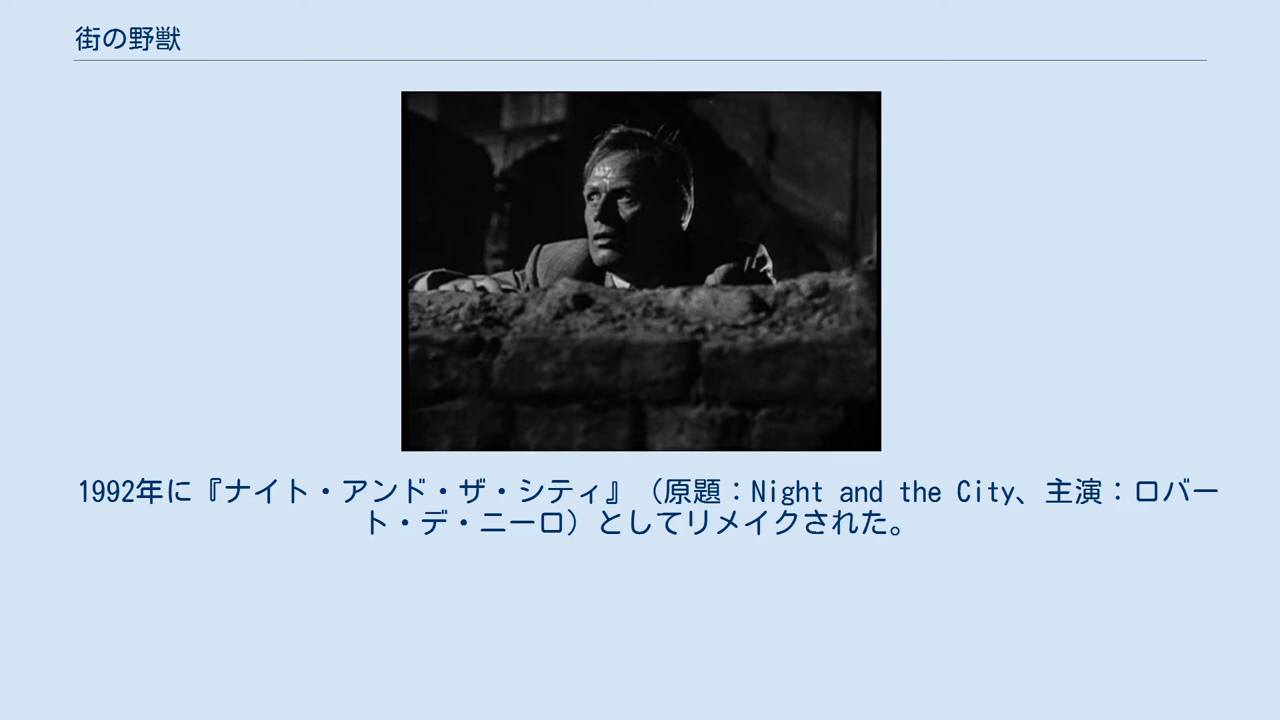 街の野獣
1992年に『ナイト・アンド・ザ・シティ』（原題：Night and the City、主演：ロバー
ト・デ・ニーロ）としてリメイクされた。